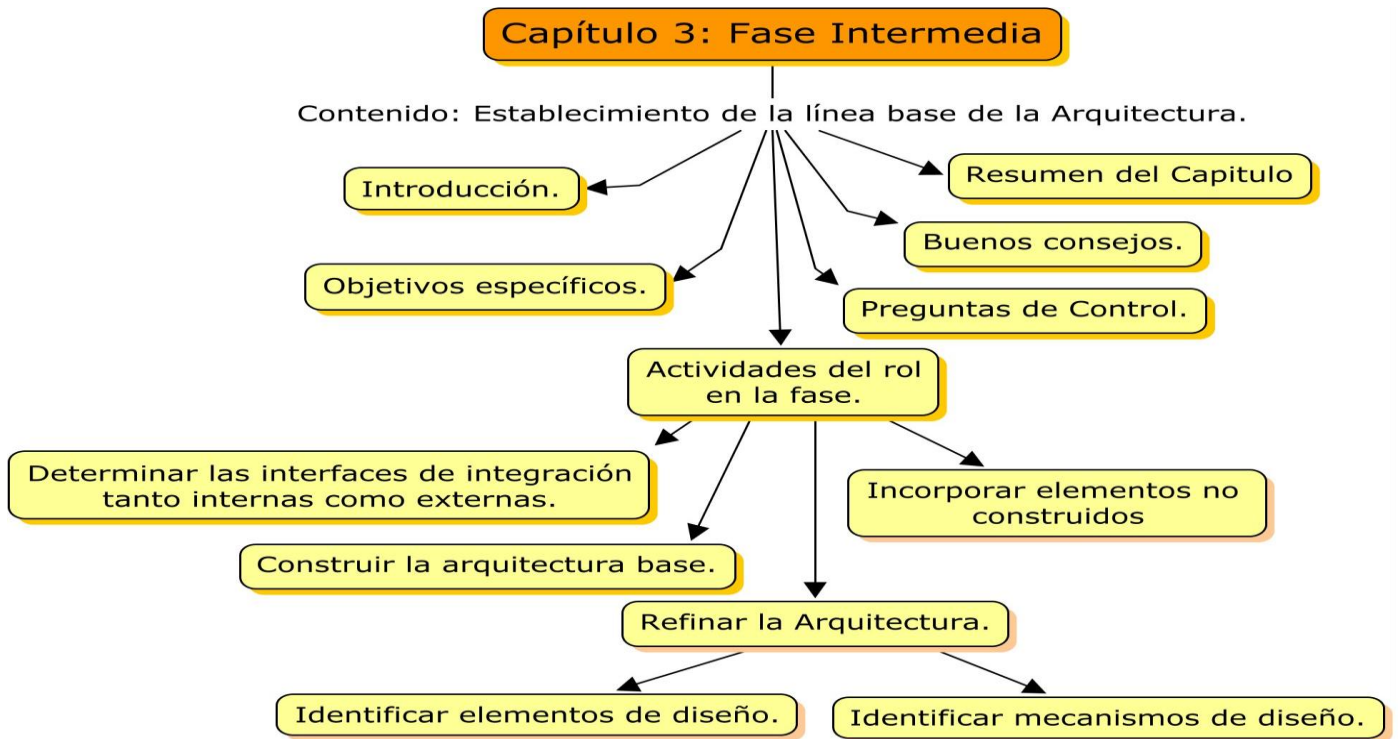 Capítulo 3: Fase Intermedia
Contenido: Establecimiento de la línea base de la Arquitectura.
Introducción.
Resumen del Capitulo
Buenos consejos.
Objetivos específicos.
Preguntas de Control.
Actividades del rol
en la fase.
Determinar las interfaces de integración
tanto internas como externas.
Incorporar elementos no
construidos
Construir la arquitectura base.
Refinar la Arquitectura.
Identificar elementos de diseño.
Identificar mecanismos de diseño.